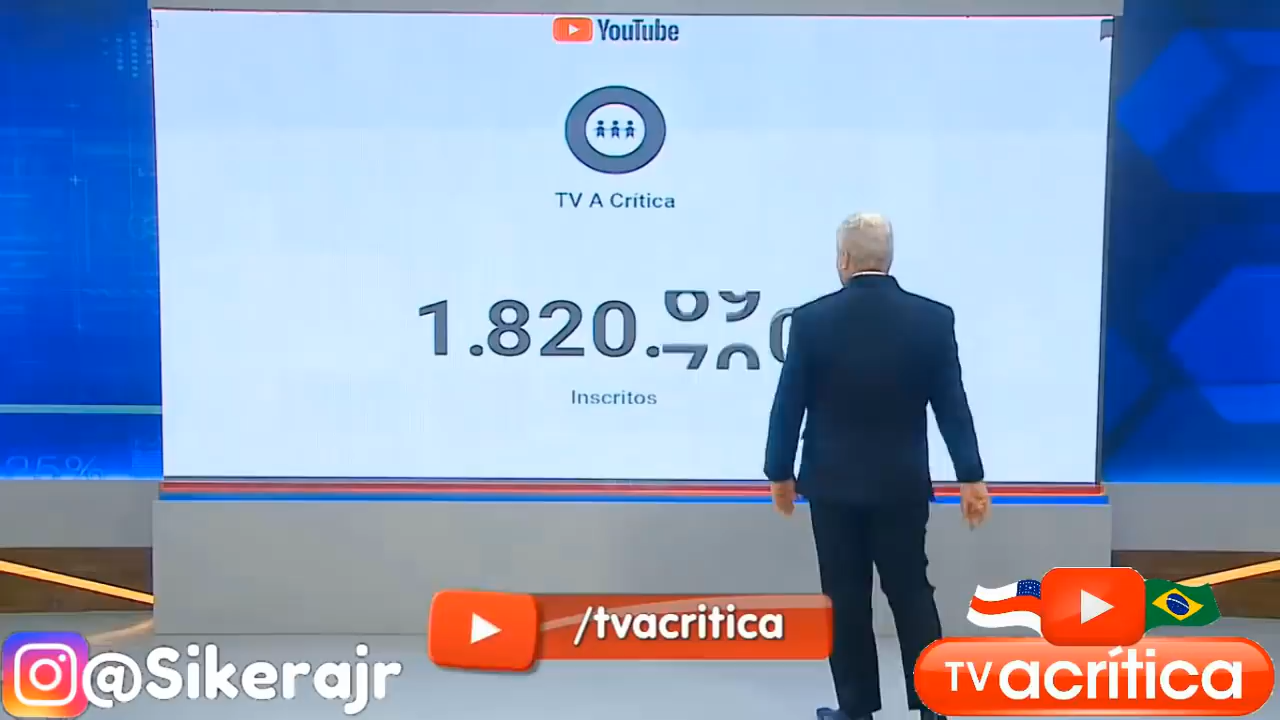 YouTube
TV A Crítica
1.820.
Inscritos
/tvacritica
@Sikerajr
TV acrítica